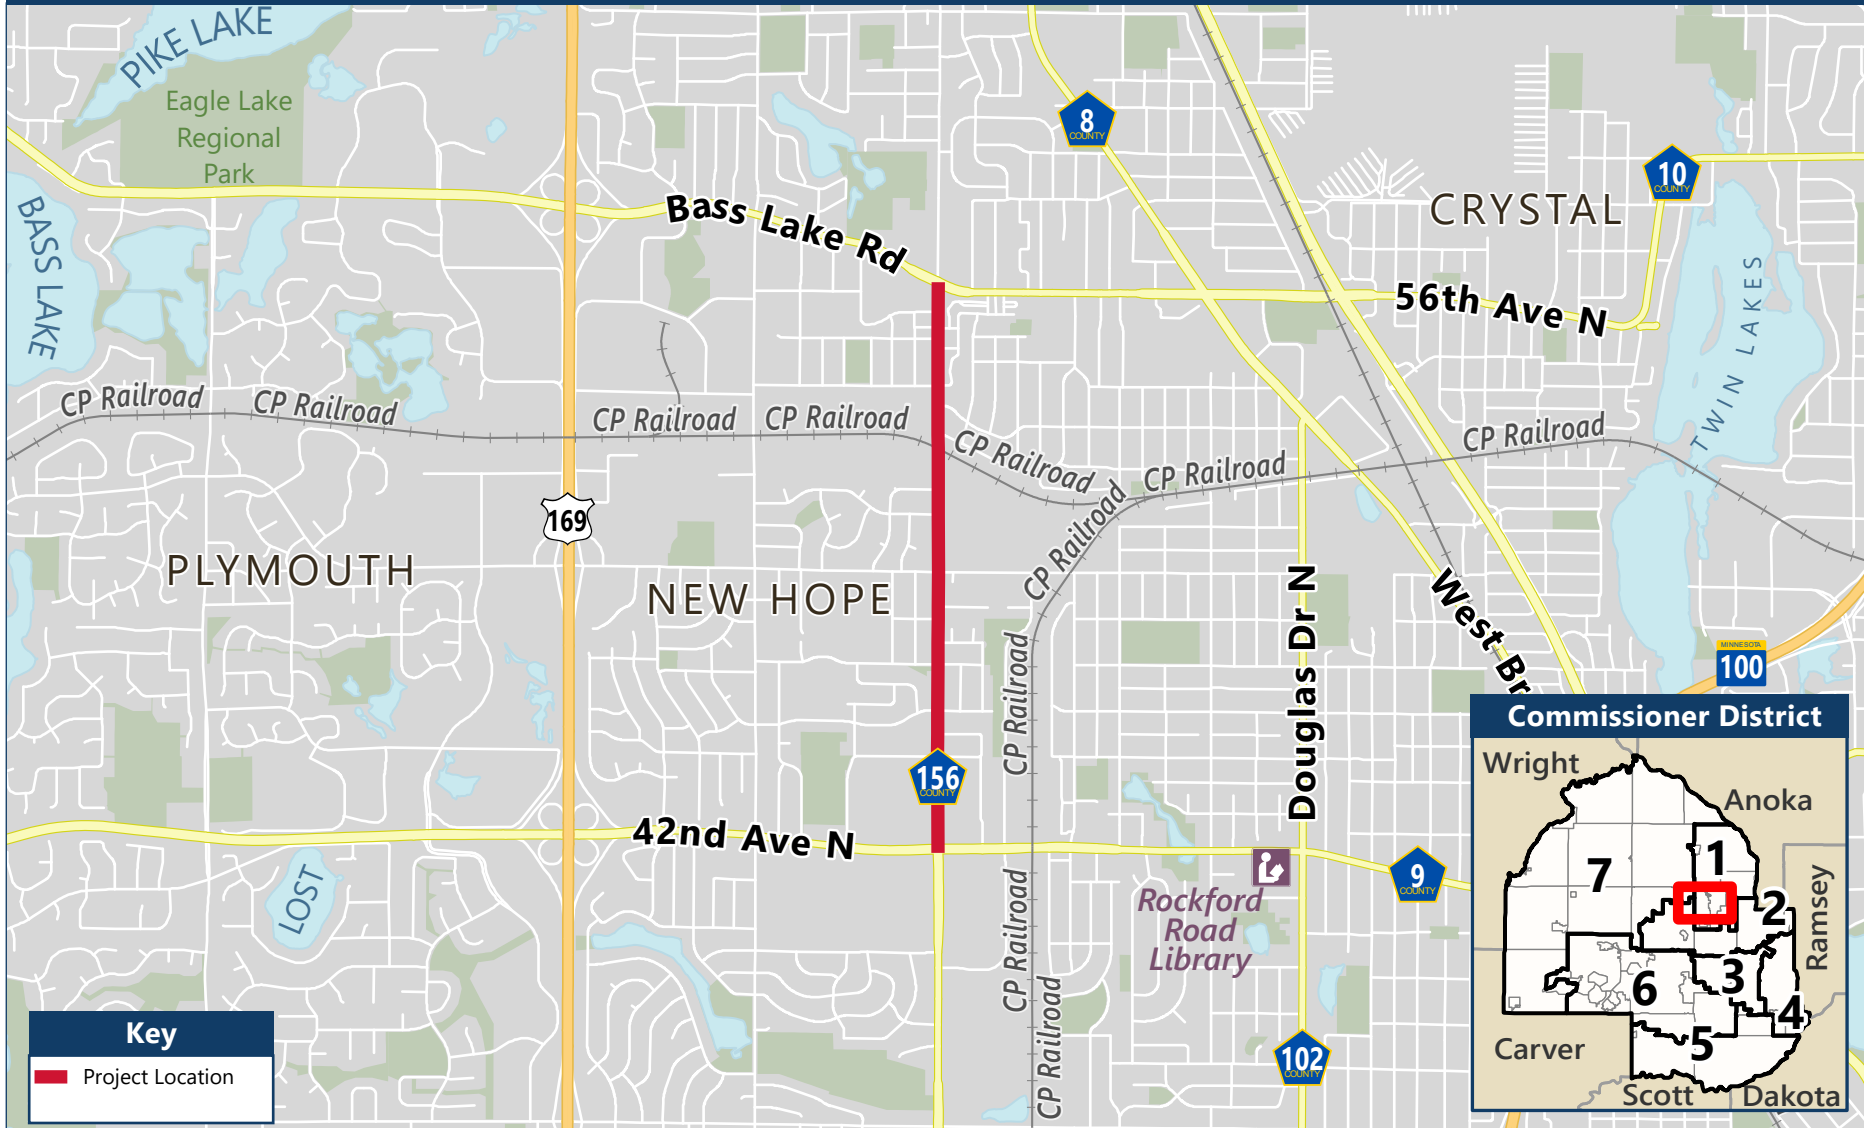 PIKE LAKE
Eagle Lake
Regional
Park
8
COUNTY
10
COUNTY
CRYSTAL
BASS LAKE
Bass Lake Rd
56th Ave N
TWIN LAKES
CP Railroad
CP Railroad
CP Railroad
CP Railroad
CP Railroad
CP Railroad
CP Railroad
CP Railroad
169
PLYMOUTH
NEW HOPE
Douglas Dr N
West Br
MINNESOTA
100
CP Railroad
156
COUNTY
42nd Ave N
LOST
9
COUNTY
Rockford
Road
Library
CP Railroad
CP Railroad
102
COUNTY
Key
Project Location
Commissioner District
Wright
Anoka
1
7
2
Ramsey
3
6
4
5
Carver
Scott
Dakota